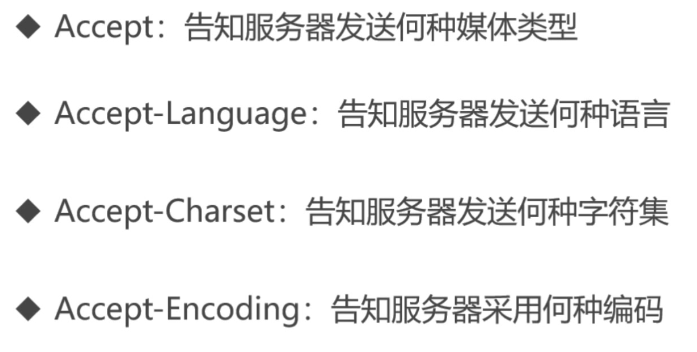 ◆ Accept：告知服务器发送何种媒体类型
◆ Accept-Language：告知服务器发送何种语言
◆ Accept-Charset：告知服务器发送何种字符集
◆ Accept-Encoding：告知服务器采用何种编码